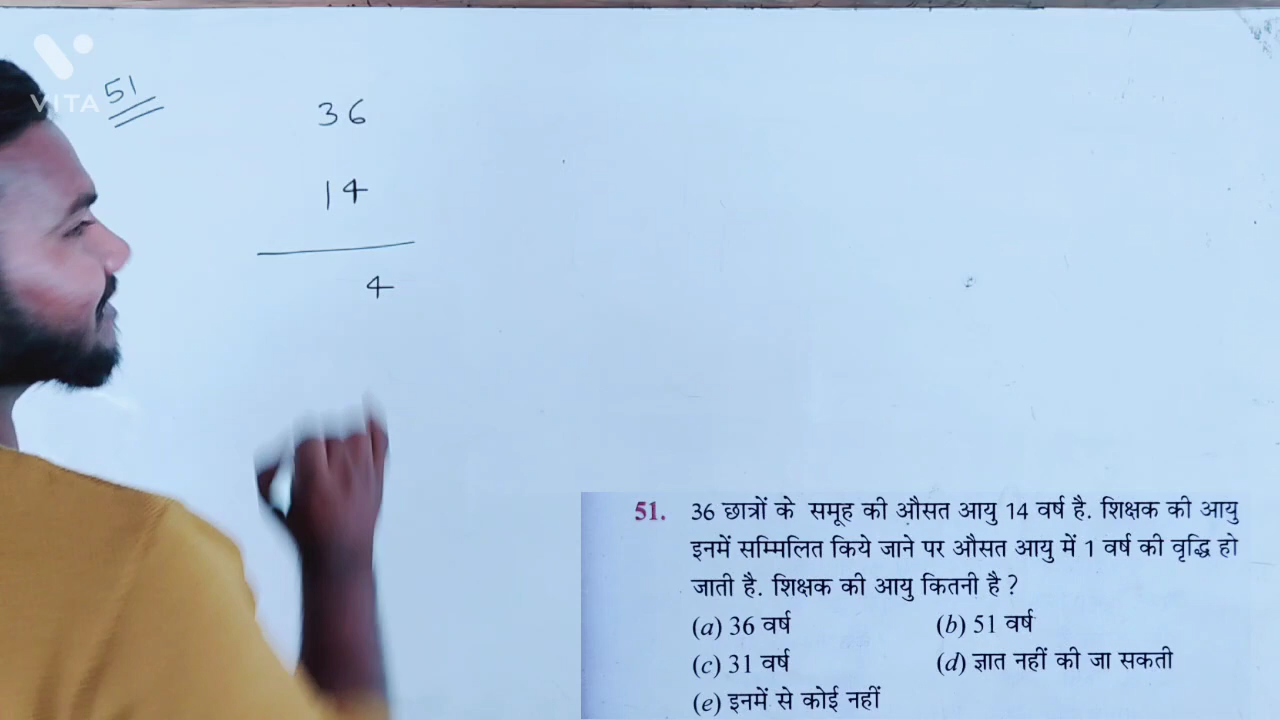 VITA
51
36
14
4
51. 36 छात्रों के समूह की औसत आयु 14 वर्ष है. शिक्षक की आयु
इनमें सम्मिलित किये जाने पर औसत आयु में 1 वर्ष की वृद्धि हो
जाती है. शिक्षक की आयु कितनी है ?
(a) 36 वर्ष (b) 51 वर्ष
(c) 31 वर्ष (d) ज्ञात नहीं की जा सकती
(e) इनमें से कोई नहीं